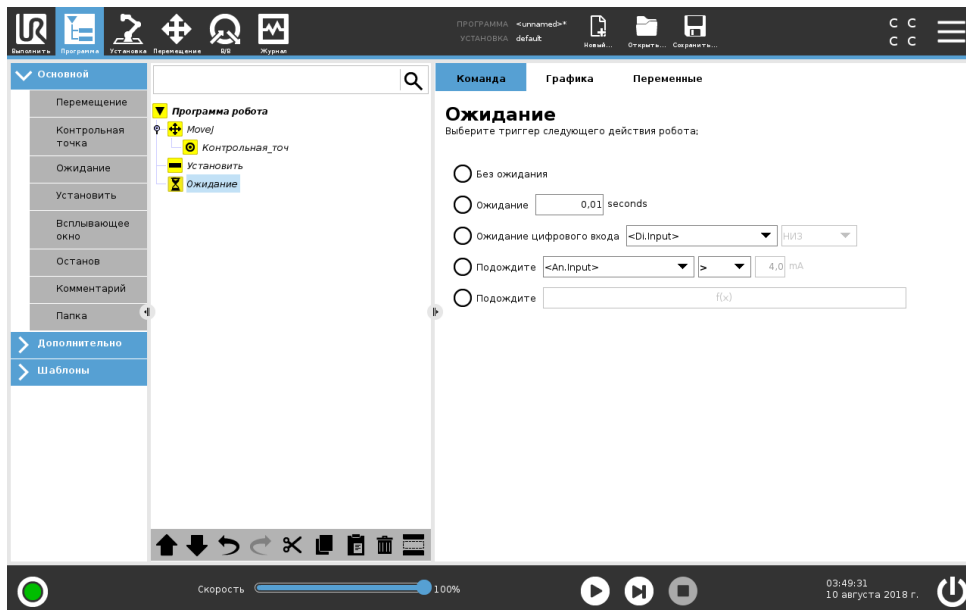 UR
ПРОГРАММА <unnamed>*
УСТАНОВКА default
Выполнить Программа Установка Перемещение В/В Журнал
Новый... Открыть... Сохранить...
C C
C C
Основной
Перемещение
Контрольная
точка
Ожидание
Установить
Всплывающее
окно
Останов
Комментарий
Папка
Дополнительно
Шаблоны
Программа робота
MoveJ
Контрольная_точ
Установить
Ожидание
Команда Графика Переменные
Ожидание
Выберите триггер следующего действия робота:
Без ожидания
Ожидание 0,01 seconds
Ожидание цифрового входа <Di.Input> НИЗ
Подождите <An.Input> > 4,0 mA
Подождите f(x)
Скорость 100%
03:49:31
10 августа 2018 г.